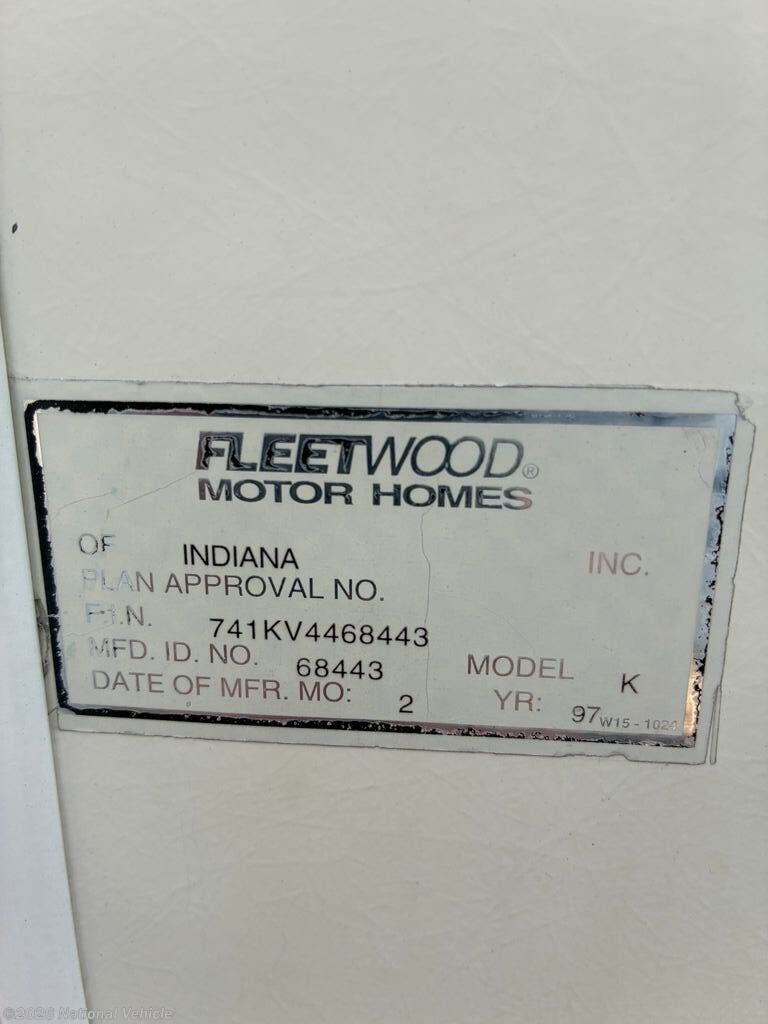 FLEETWOOD®
MOTOR HOMES
OF INDIANA INC.
PLAN APPROVAL NO.
F.I.N. 741KV4468443
MFD. ID. NO. 68443 MODEL K
DATE OF MFR. MO: 2 YR: 97 W15-1024
©2026 National Vehicle